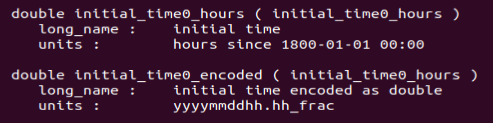 double initial_time0_hours ( initial_time0_hours )
long_name :     initial time
units :         hours since 1800-01-01 00:00
double initial_time0_encoded ( initial_time0_hours )
long_name :     initial time encoded as double
units :         yyyymmddhh.hh_frac